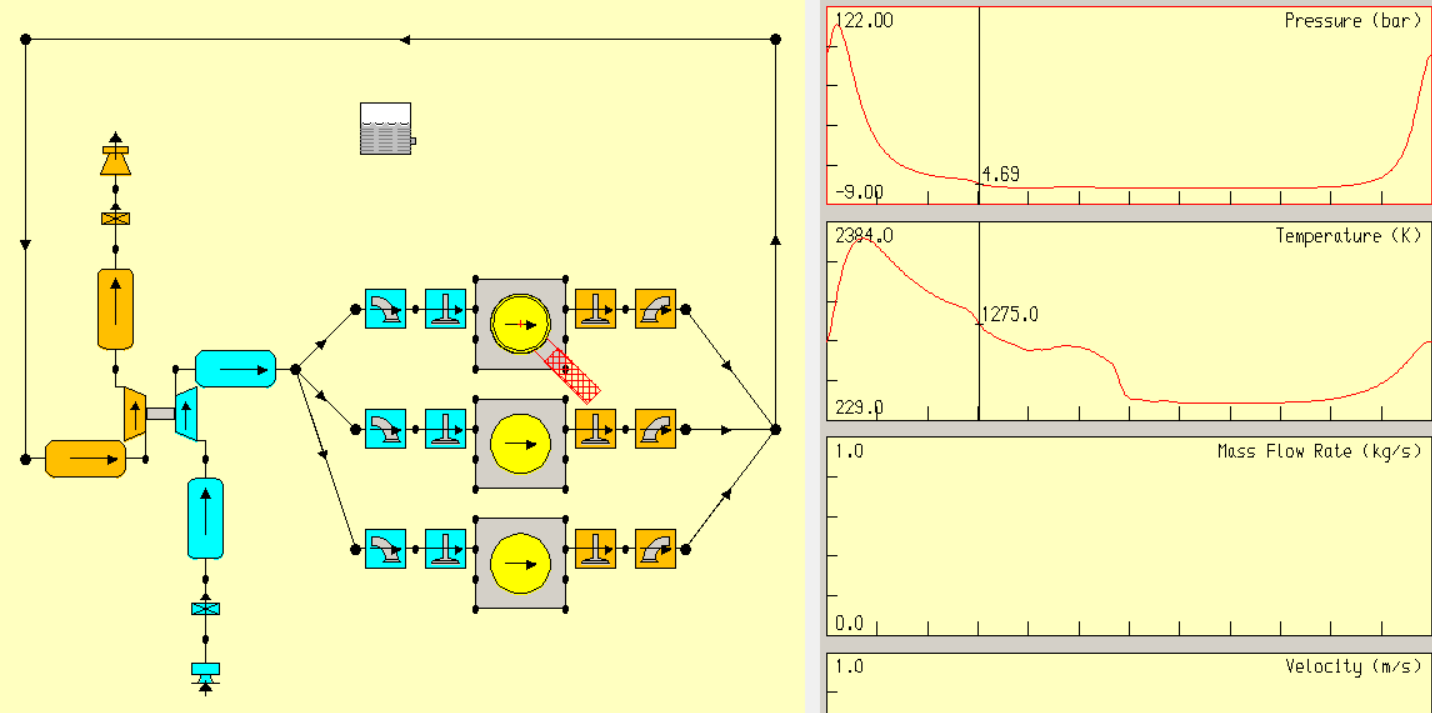 122.00
Pressure (bar)
4.69
-9.00
2384.0
Temperature (K)
1275.0
229.0
1.0
Mass Flow Rate (kg/s)
0.0
1.0
Velocity (m/s)